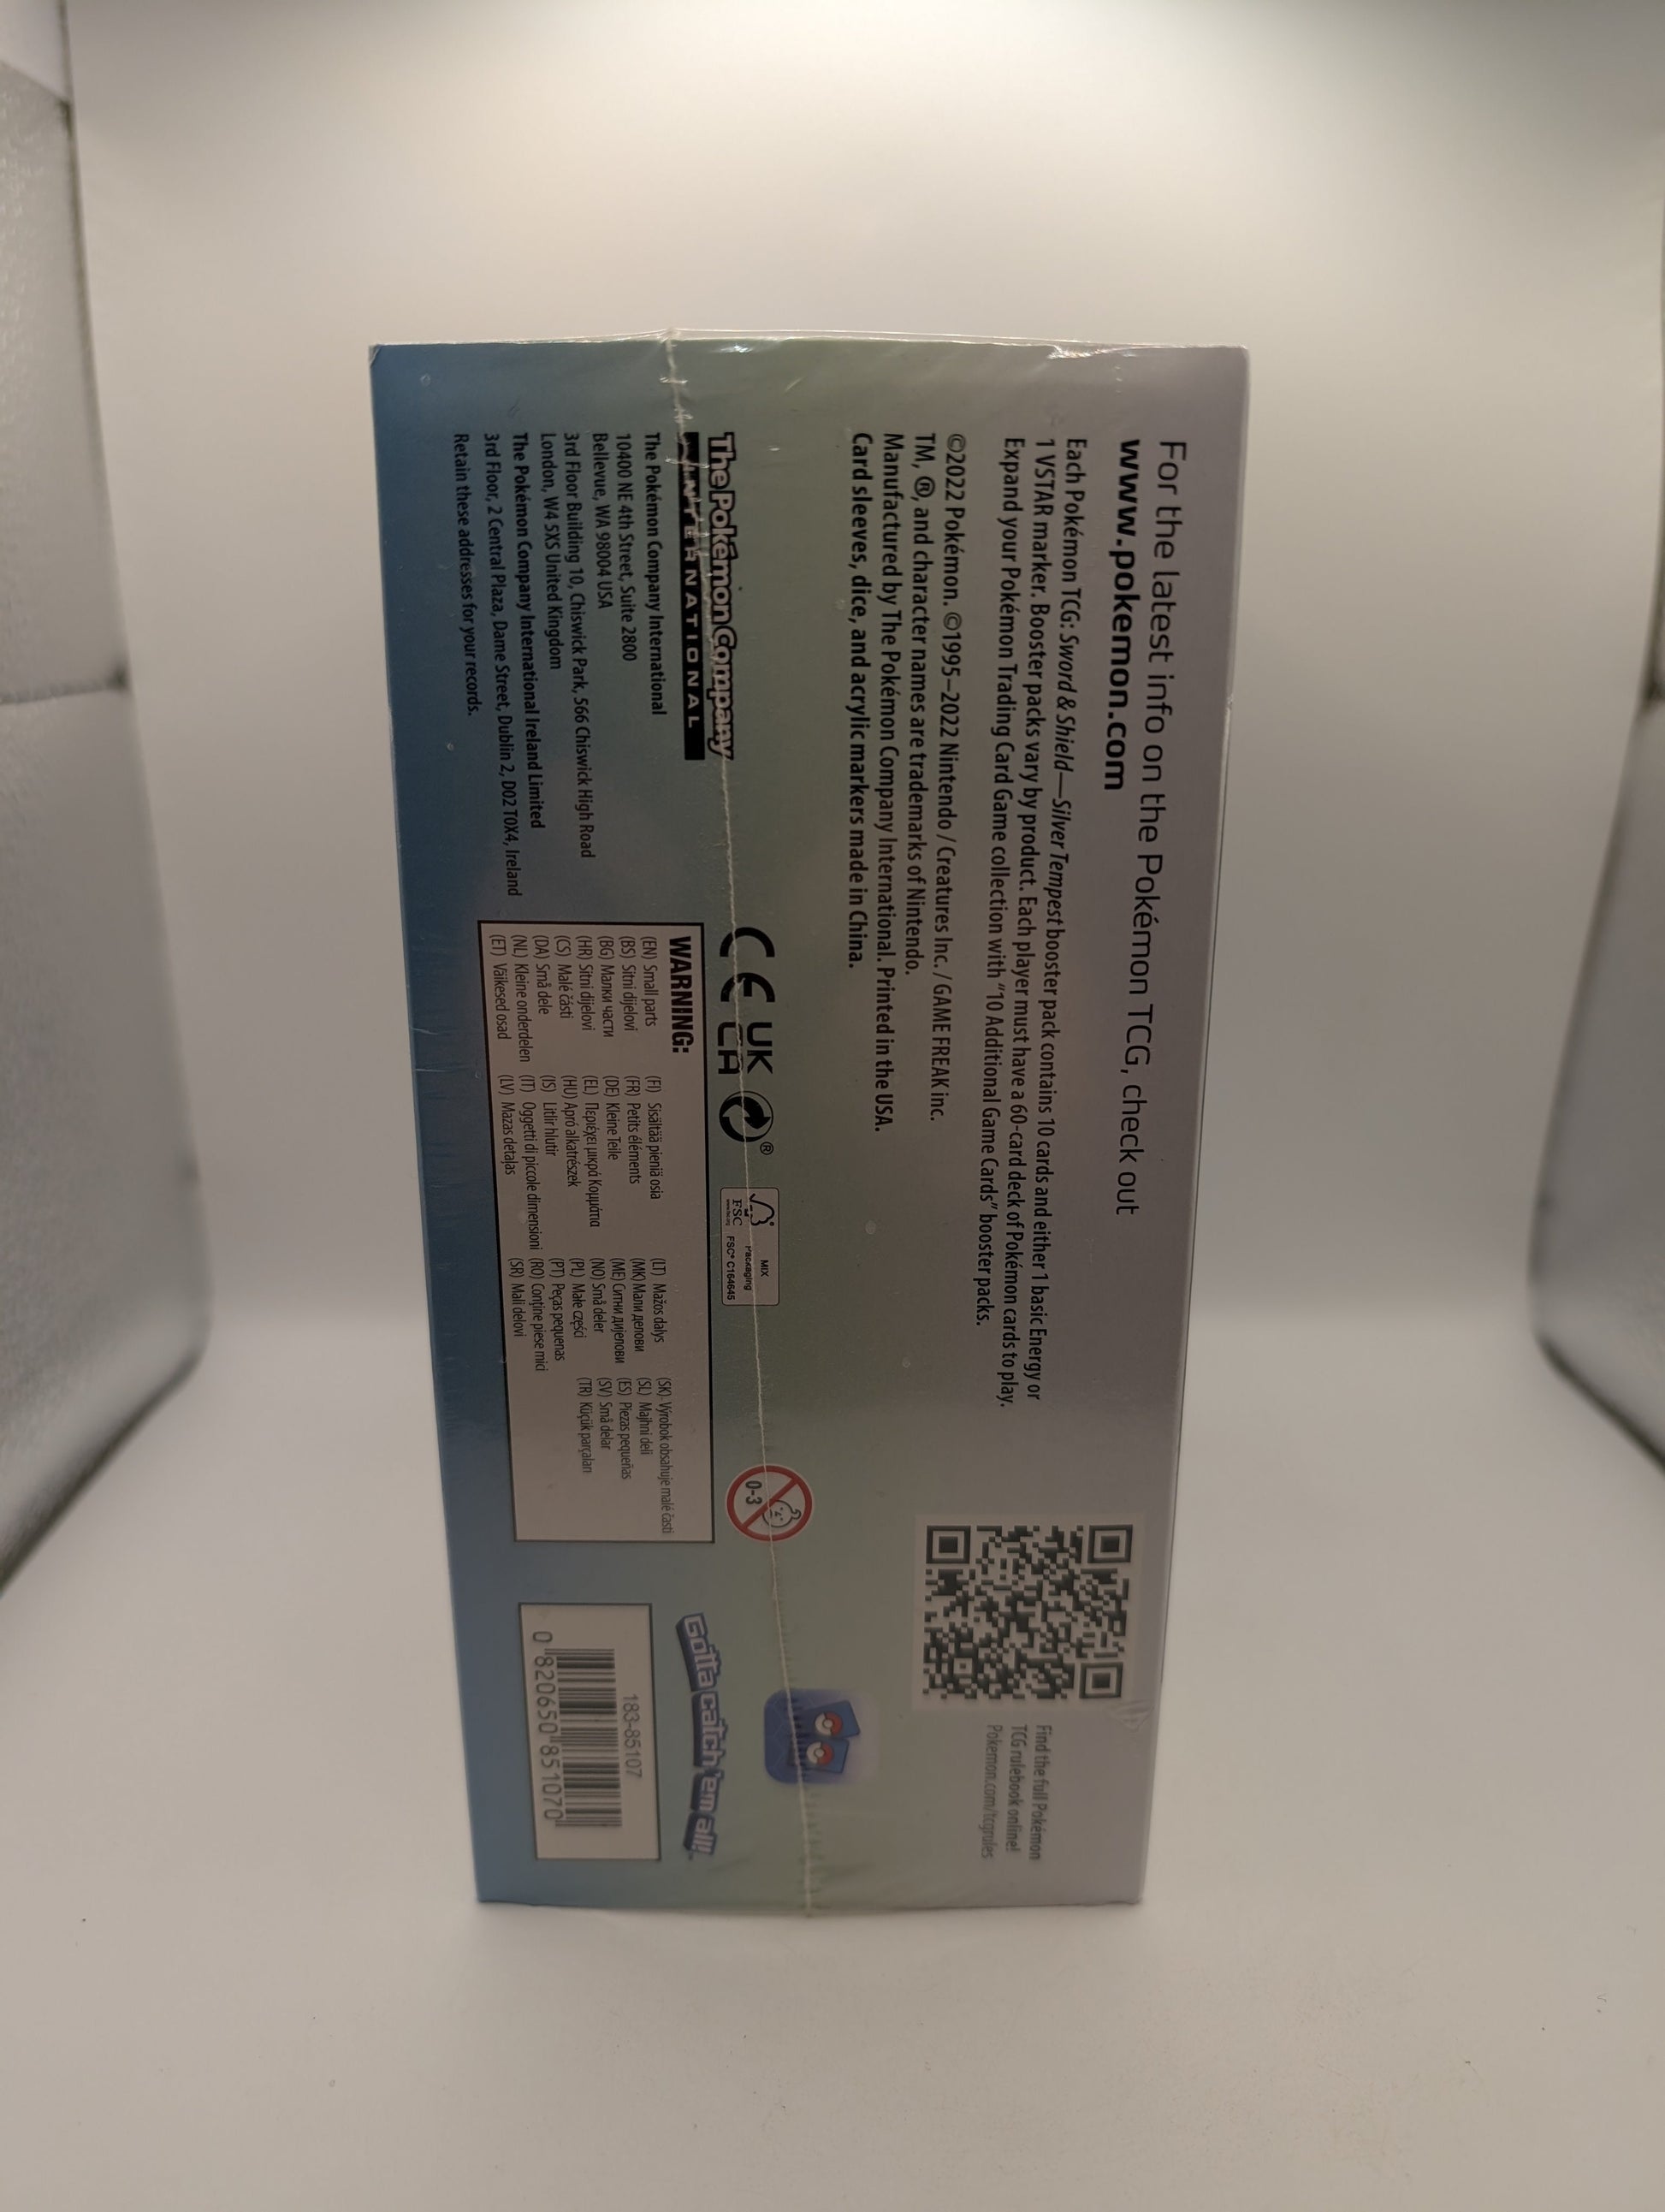 For the latest info on the Pokémon TCG, check out
www.pokemon.com
Each Pokémon TCG: Sword & Shield—Silver Tempest booster pack contains 10 cards and either 1 basic Energy or
1 VSTAR marker. Booster packs vary by product. Each player must have a 60-card deck of Pokémon cards to play.
Expand your Pokémon Trading Card Game collection with "10 Additional Game Cards" booster packs.
©2022 Pokémon. ©1995–2022 Nintendo / Creatures Inc. / GAME FREAK inc.
TM, ®, and character names are trademarks of Nintendo.
Manufactured by The Pokémon Company International. Printed in the USA.
Card sleeves, dice, and acrylic markers made in China.
Find the full Pokémon
TCG rulebook online!
Pokemon.com/tcgrules
The Pokémon Company
INTERNATIONAL
The Pokémon Company International
10400 NE 4th Street, Suite 2800
Bellevue, WA 98004 USA
3rd Floor Building 10, Chiswick Park, 566 Chiswick High Road
London, W4 5XS United Kingdom
The Pokémon Company International Ireland Limited
3rd Floor, 2 Central Plaza, Dame Street, Dublin 2, D02 T0X4, Ireland
Retain these addresses for your records.
CE
UK
CA
®
MIX
Packaging
FSC
FSC® C164645
0-3
WARNING:
(EN) Small parts
(BS) Sitni dijelovi
(BG) Малки части
(HR) Sitni dijelovi
(CS) Malé části
(DA) Små dele
(NL) Kleine onderdelen
(ET) Väikesed osad
(FI) Sisältää pieniä osia
(FR) Petits éléments
(DE) Kleine Teile
(EL) Περιέχει μικρά Κομμάτια
(HU) Apró alkatrészek
(IS) Litlir hlutir
(IT) Oggetti di piccole dimensioni
(LV) Mazas detaļas
(LT) Mažos dalys
(MK) Мали делови
(ME) Ситни дијелови
(NO) Små deler
(PL) Małe części
(PT) Peças pequenas
(RO) Conţine piese mici
(SR) Mali delovi
(SK) Výrobok obsahuje malé časti
(SL) Majhni deli
(ES) Piezas pequeñas
(SV) Små delar
(TR) Küçük parçaları
Gotta catch 'em all!
183-85107
0 820650 851070